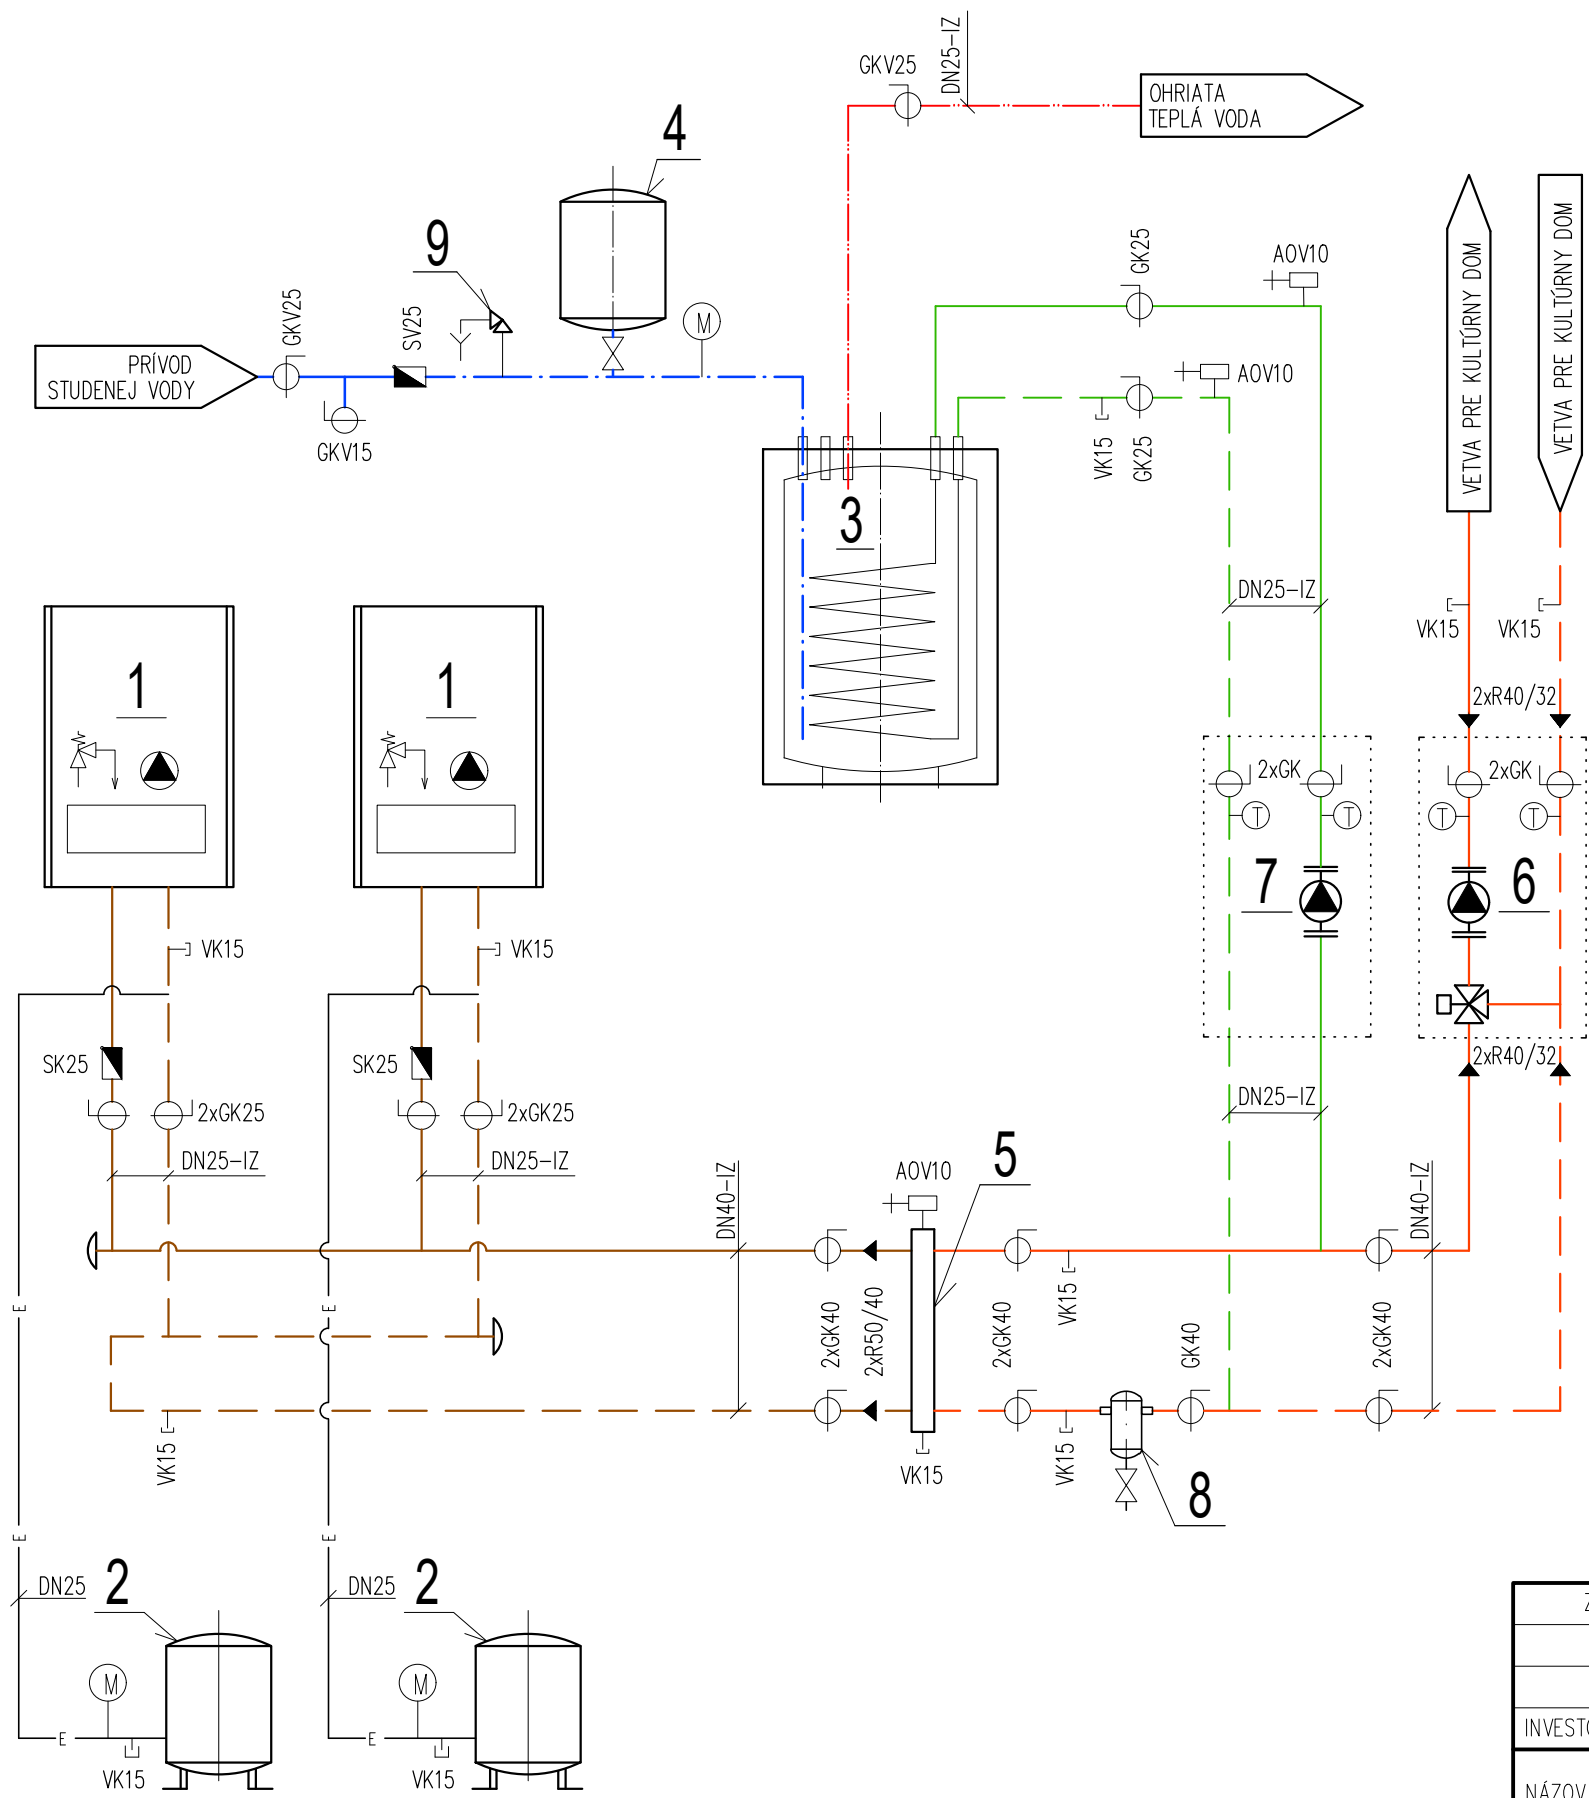 GKV25
DN25-IZ
OHRIATA
TEPLÁ VODA
4
9
GKV25
SV25
M
PRÍVOD
STUDENEJ VODY
GKV15
GK25
AOV10
AOV10
VK15
GK25
VETVA PRE KULTÚRNY DOM
VETVA PRE KULTÚRNY DOM
3
DN25-IZ
VK15
VK15
2xR40/32
1
1
2xGK
2xGK
T
T
T
T
7
6
VK15
VK15
SK25
SK25
2xGK25
2xGK25
2xR40/32
DN25-IZ
DN25-IZ
DN25-IZ
DN40-IZ
AOV10
5
DN40-IZ
2xGK40
2xR50/40
2xGK40
VK15
GK40
2xGK40
E
E
VK15
VK15
VK15
8
E
E
DN25
2
DN25
2
M
M
E
E
VK15
VK15
Z
INVESTO
NÁZOV